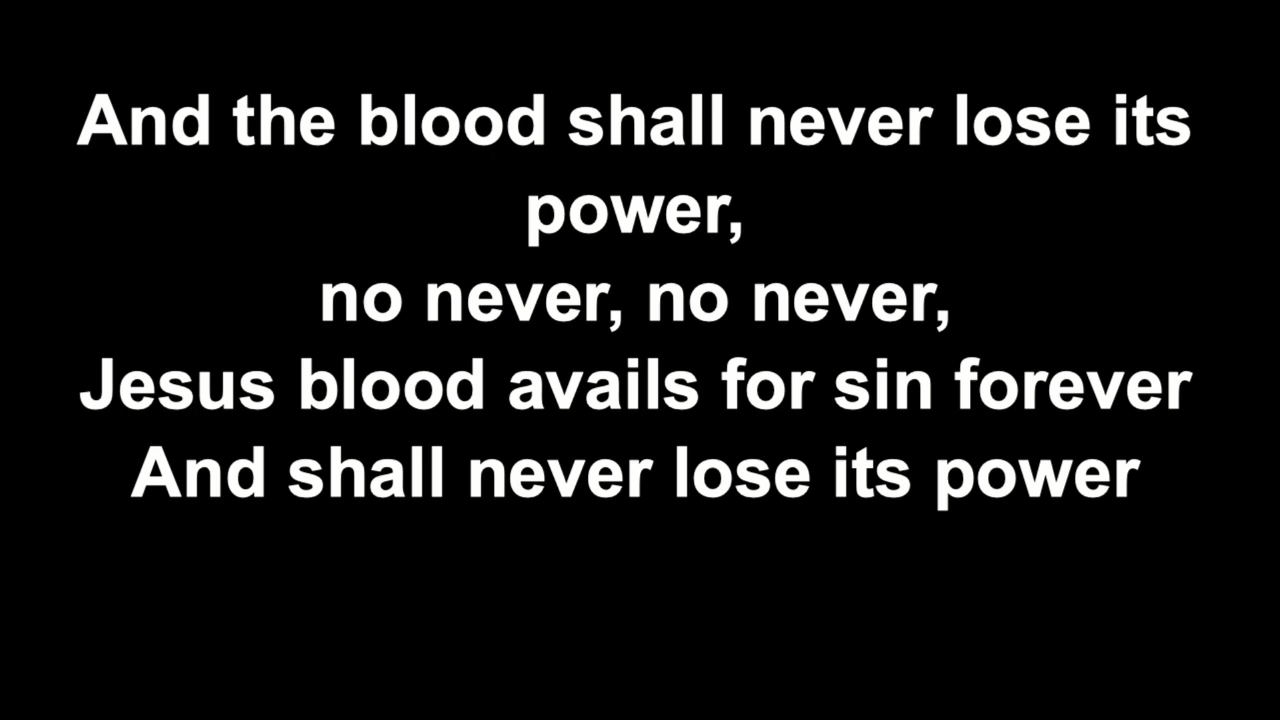 And the blood shall never lose its
power,
no never, no never,
Jesus blood avails for sin forever
And shall never lose its power